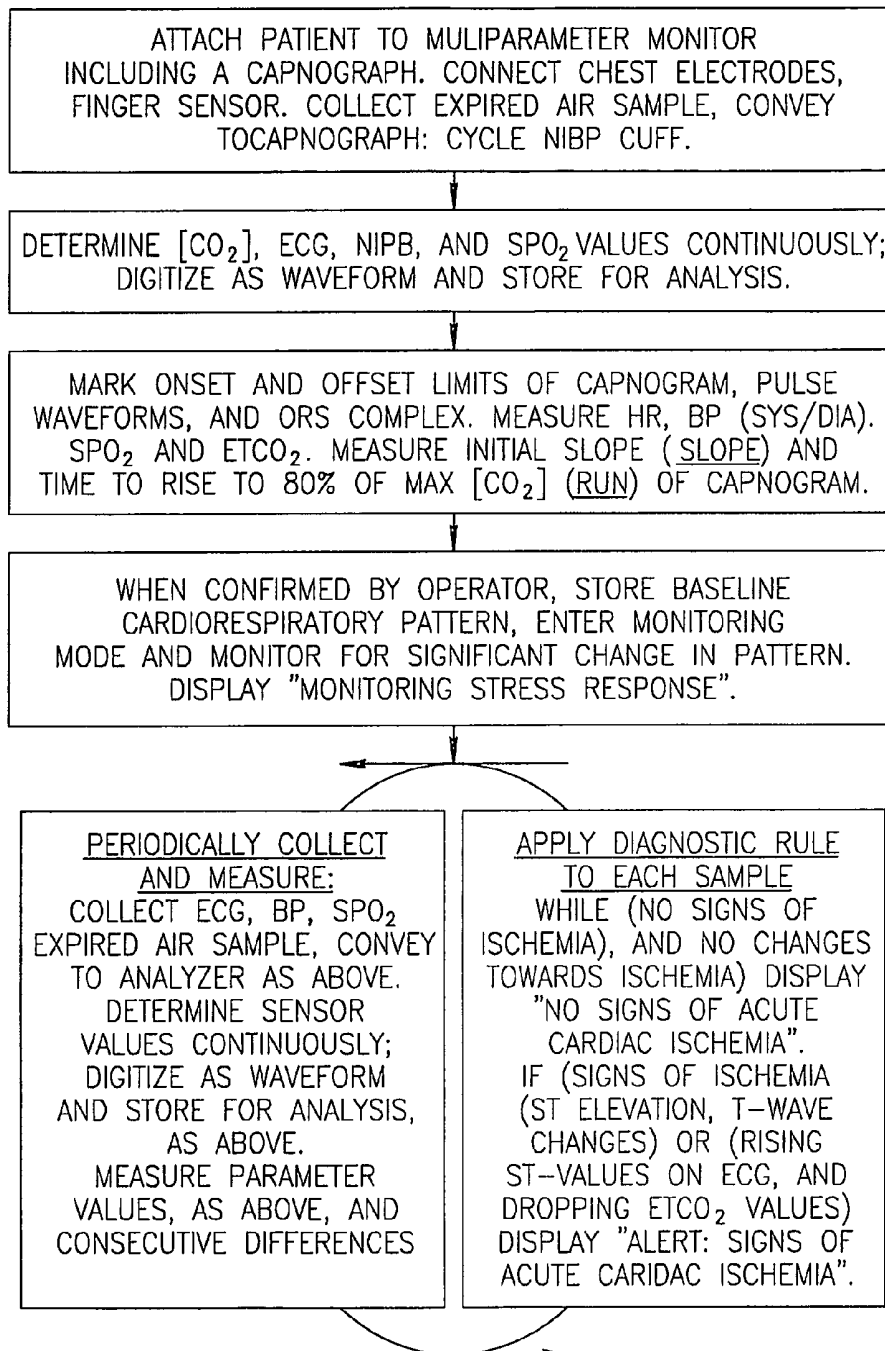 ATTACH PATIENT TO MULIPARAMETER MONITOR
INCLUDING A CAPNOGRAPH. CONNECT CHEST ELECTRODES,
FINGER SENSOR. COLLECT EXPIRED AIR SAMPLE, CONVEY
TOCAPNOGRAPH: CYCLE NIBP CUFF.
DETERMINE [CO₂], ECG, NIPB, AND SPO₂ VALUES CONTINUOUSLY;
DIGITIZE AS WAVEFORM AND STORE FOR ANALYSIS.
MARK ONSET AND OFFSET LIMITS OF CAPNOGRAM, PULSE
WAVEFORMS, AND ORS COMPLEX. MEASURE HR, BP (SYS/DIA).
SPO₂ AND ETCO₂. MEASURE INITIAL SLOPE (SLOPE) AND
TIME TO RISE TO 80% OF MAX [CO₂] (RUN) OF CAPNOGRAM.
WHEN CONFIRMED BY OPERATOR, STORE BASELINE
CARDIORESPIRATORY PATTERN, ENTER MONITORING
MODE AND MONITOR FOR SIGNIFICANT CHANGE IN PATTERN.
DISPLAY "MONITORING STRESS RESPONSE".
PERIODICALLY COLLECT
AND MEASURE:
COLLECT ECG, BP, SPO₂
EXPIRED AIR SAMPLE, CONVEY
TO ANALYZER AS ABOVE.
DETERMINE SENSOR
VALUES CONTINUOUSLY;
DIGITIZE AS WAVEFORM
AND STORE FOR ANALYSIS,
AS ABOVE.
MEASURE PARAMETER
VALUES, AS ABOVE, AND
CONSECUTIVE DIFFERENCES
APPLY DIAGNOSTIC RULE
TO EACH SAMPLE
WHILE (NO SIGNS OF
ISCHEMIA), AND NO CHANGES
TOWARDS ISCHEMIA) DISPLAY
"NO SIGNS OF ACUTE
CARDIAC ISCHEMIA".
IF (SIGNS OF ISCHEMIA
(ST ELEVATION, T-WAVE
CHANGES) OR (RISING
ST-VALUES ON ECG, AND
DROPPING ETCO₂ VALUES)
DISPLAY "ALERT: SIGNS OF
ACUTE CARIDAC ISCHEMIA".